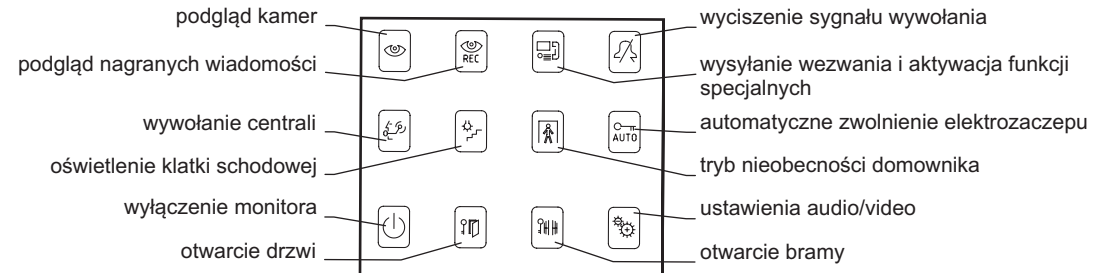 podgląd kamer
wyciszenie sygnału wywołania
podgląd nagranych wiadomości
REC
wysyłanie wezwania i aktywacja funkcji
specjalnych
wywołanie centrali
automatyczne zwolnienie elektrozaczepu
AUTO
oświetlenie klatki schodowej
tryb nieobecności domownika
wyłączenie monitora
ustawienia audio/video
otwarcie drzwi
otwarcie bramy